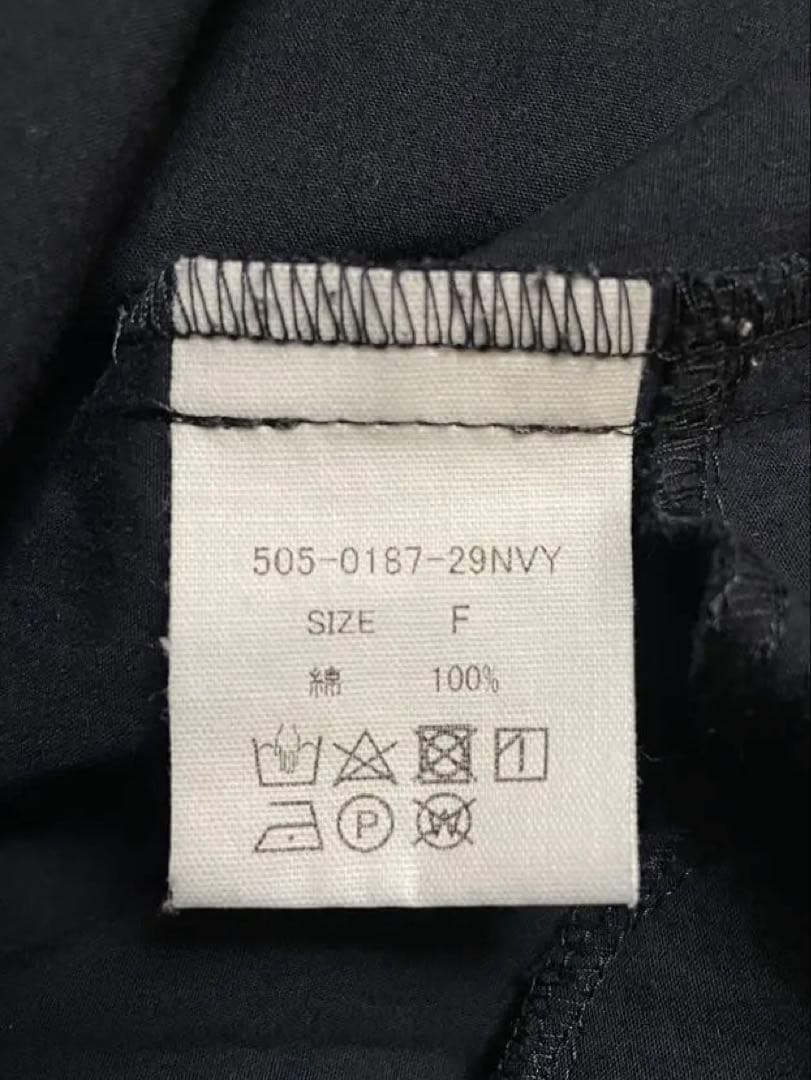 505-0187-29NVY
SIZE F
綿 100%
P W